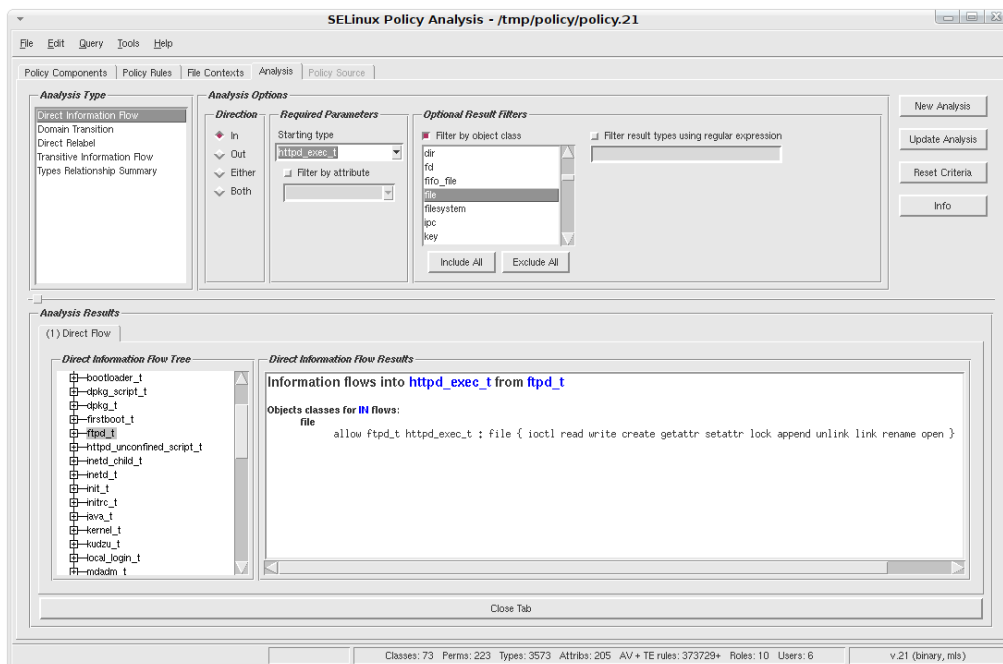 SELinux Policy Analysis - /tmp/policy/policy.21
File Edit Query Tools Help
Policy Components Policy Rules File Contexts Analysis Policy Source
Analysis Type
Direct Information Flow
Domain Transition
Direct Relabel
Transitive Information Flow
Types Relationship Summary
Analysis Options
Direction
In
Out
Either
Both
Required Parameters
Starting type
httpd_exec_t
Filter by attribute
Optional Result Filters
Filter by object class
dir
fd
fifo_file
file
filesystem
ipc
key
Include All Exclude All
Filter result types using regular expression
New Analysis
Update Analysis
Reset Criteria
Info
Analysis Results
(1) Direct Flow
Direct Information Flow Tree
bootloader_t
dpkg_script_t
dpkg_t
firstboot_t
ftpd_t
httpd_unconfined_script_t
inetd_child_t
inetd_t
init_t
initrc_t
java_t
kernel_t
kudzu_t
local_login_t
mdadm_t
Direct Information Flow Results
Information flows into httpd_exec_t from ftpd_t
Objects classes for IN flows:
file
allow ftpd_t httpd_exec_t : file { ioctl read write create getattr setattr lock append unlink link rename open }
Close Tab
Classes: 73 Perms: 223 Types: 3573 Attribs: 205 AV + TE rules: 373729+ Roles: 10 Users: 6
v.21 (binary, mls)